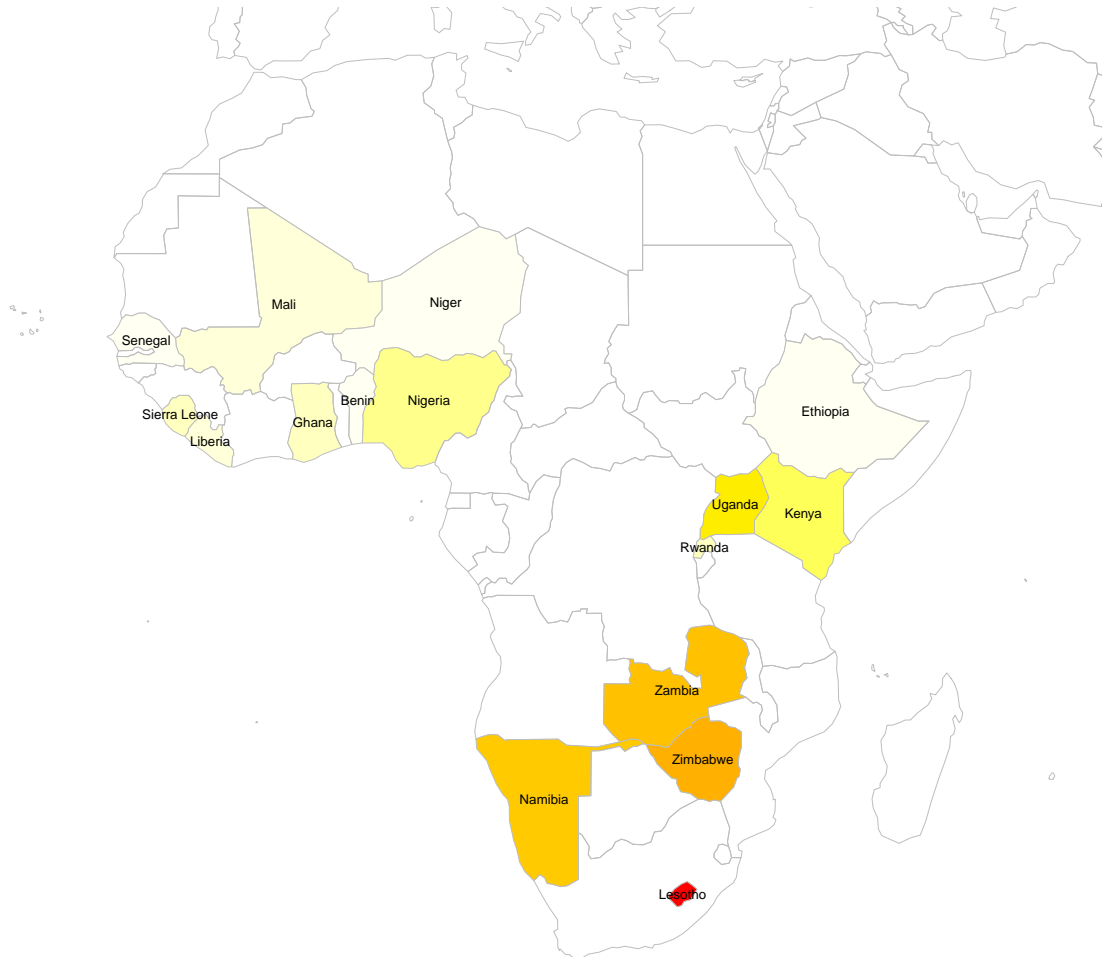 Niger
Mali
Senegal
Benin
Nigeria
Ethiopia
Sierra Leone
Ghana
Liberia
Uganda
Kenya
Rwanda
Zambia
Zimbabwe
Namibia
Lesotho